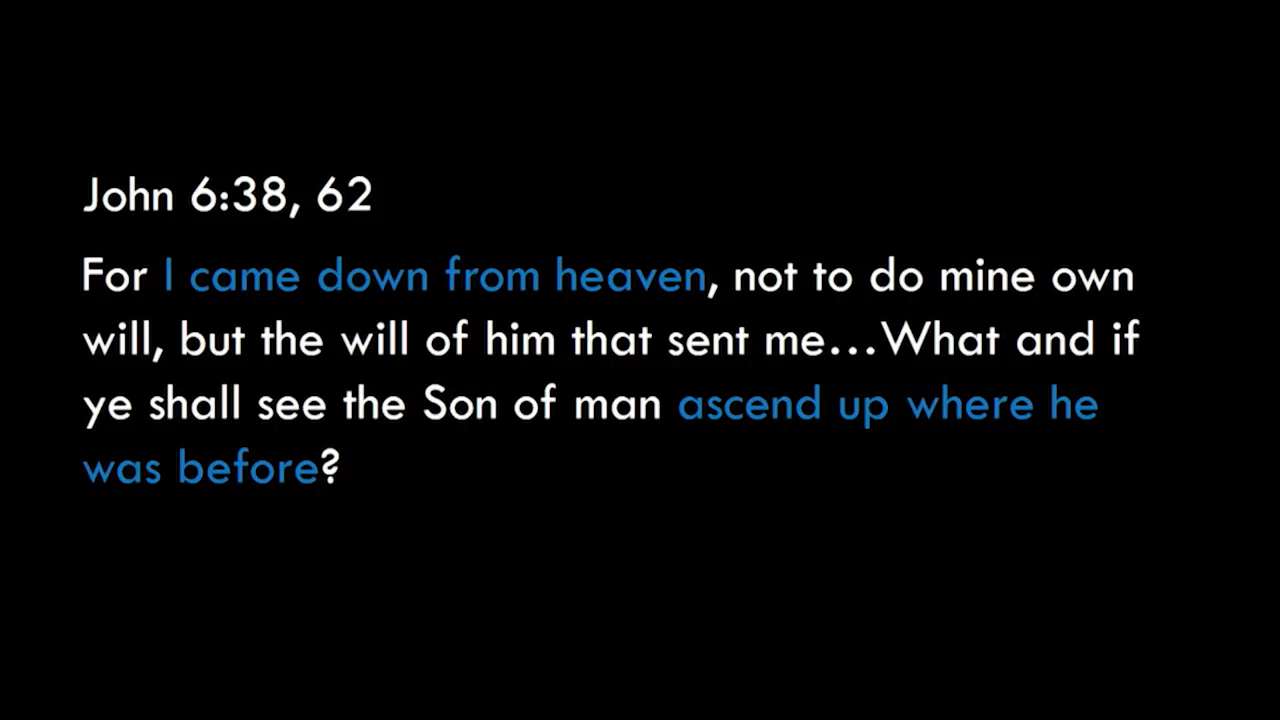 John 6:38, 62
For I came down from heaven, not to do mine own
will, but the will of him that sent me…What and if
ye shall see the Son of man ascend up where he
was before?